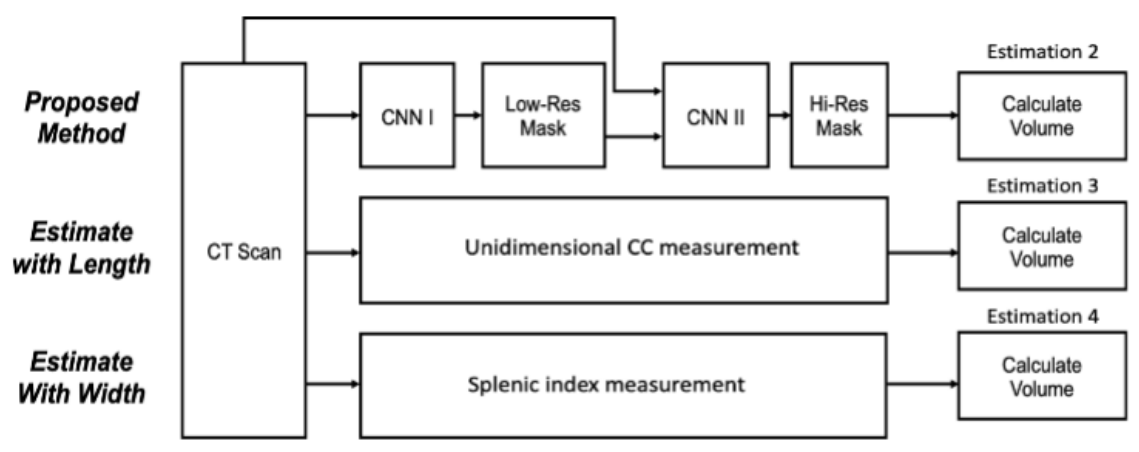 Estimation 2
Proposed
Method
CNN I
Low-Res
Mask
CNN II
Hi-Res
Mask
Calculate
Volume
Estimation 3
Estimate
with Length
CT Scan
Unidimensional CC measurement
Calculate
Volume
Estimation 4
Estimate
With Width
Splenic index measurement
Calculate
Volume